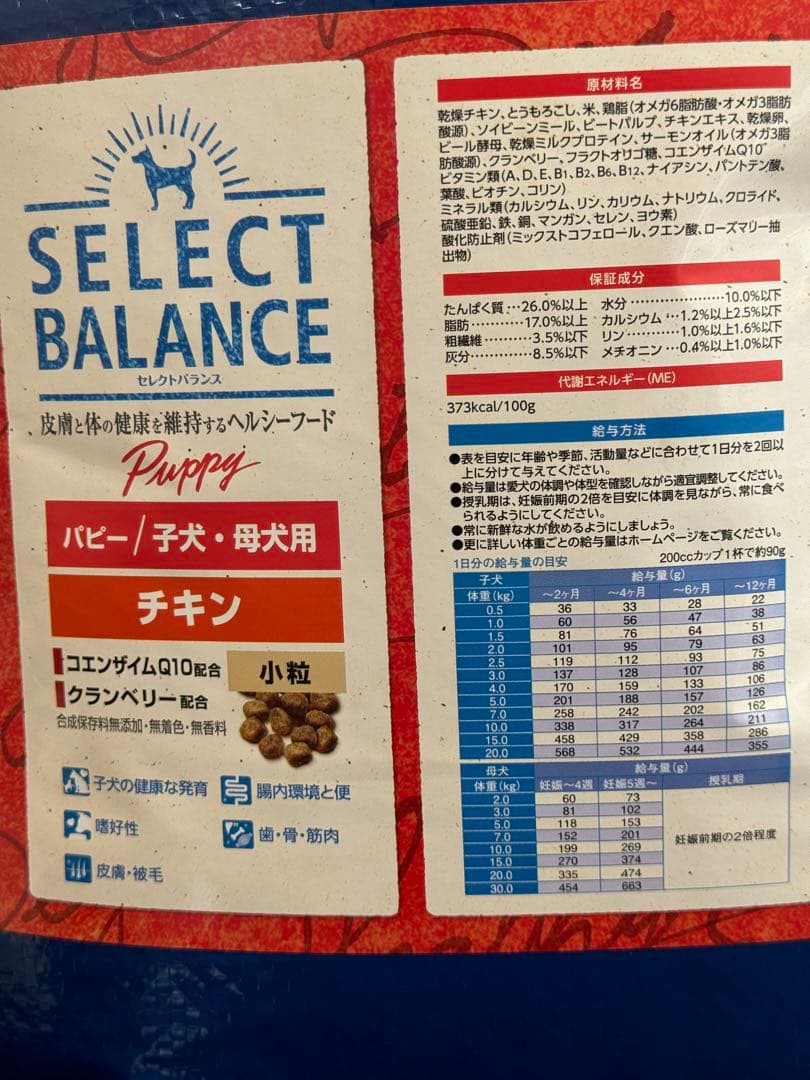 SELECT
BALANCE
セレクトバランス
皮膚と体の健康を維持するヘルシーフード
Puppy
パピー/子犬・母犬用
チキン
コエンザイムQ10配合
クランベリー配合
小粒
合成保存料無添加・無着色・無香料
子犬の健康な発育
腸内環境と便
嗜好性
歯・骨・筋肉
皮膚・被毛
原材料名
乾燥チキン、とうもろこし、米、鶏脂(オメガ6脂肪酸・オメガ3脂肪
酸源)、ソイビーンミール、ビートパルプ、チキンエキス、乾燥卵、
ビール酵母、乾燥ミルクプロテイン、サーモンオイル(オメガ3脂
肪酸源)、クランベリー、フラクトオリゴ糖、コエンザイムQ10
ビタミン類(A、D、E、B1、B2、B6、B12、ナイアシン、パントテン酸、
葉酸、ビオチン、コリン)
ミネラル類(カルシウム、リン、カリウム、ナトリウム、クロライド、
硫酸亜鉛、鉄、銅、マンガン、セレン、ヨウ素)
酸化防止剤(ミックストコフェロール、クエン酸、ローズマリー抽
出物)
保証成分
たんぱく質…26.0%以上 水分…………………10.0%以下
脂肪…………17.0%以上 カルシウム…1.2%以上2.5%以下
粗繊維…………3.5%以下 リン…………1.0%以上1.6%以下
灰分……………8.5%以下 メチオニン…0.4%以上1.0%以下
代謝エネルギー(ME)
373kcal/100g
給与方法
●表を目安に年齢や季節、活動量などに合わせて1日分を2回以
上に分けて与えてください。
●給与量は愛犬の体調や体型を確認しながら適宜調整してください。
●授乳期は、妊娠前期の2倍を目安に体調を見ながら、常に食べ
られるようにしてください。
●常に新鮮な水が飲めるようにしましょう。
●更に詳しい体重ごとの給与量はホームページをご覧ください。
1日分の給与量の目安 200ccカップ1杯で約90g
子犬 給与量(g)
体重(kg) ～2ヶ月 ～4ヶ月 ～6ヶ月 ～12ヶ月
0.5 36 33 28 22
1.0 60 56 47 38
1.5 81 76 64 51
2.0 101 95 79 63
2.5 119 112 93 75
3.0 137 128 107 86
4.0 170 159 133 106
5.0 201 188 157 126
7.0 258 242 202 162
10.0 338 317 264 211
15.0 458 429 358 286
20.0 568 532 444 355
母犬 給与量(g)
体重(kg) 妊娠～4週 妊娠5週～ 授乳期
2.0 60 73
3.0 81 102
5.0 118 153
7.0 152 201
妊娠前期の2倍程度
10.0 199 269
15.0 270 374
20.0 335 474
30.0 454 663